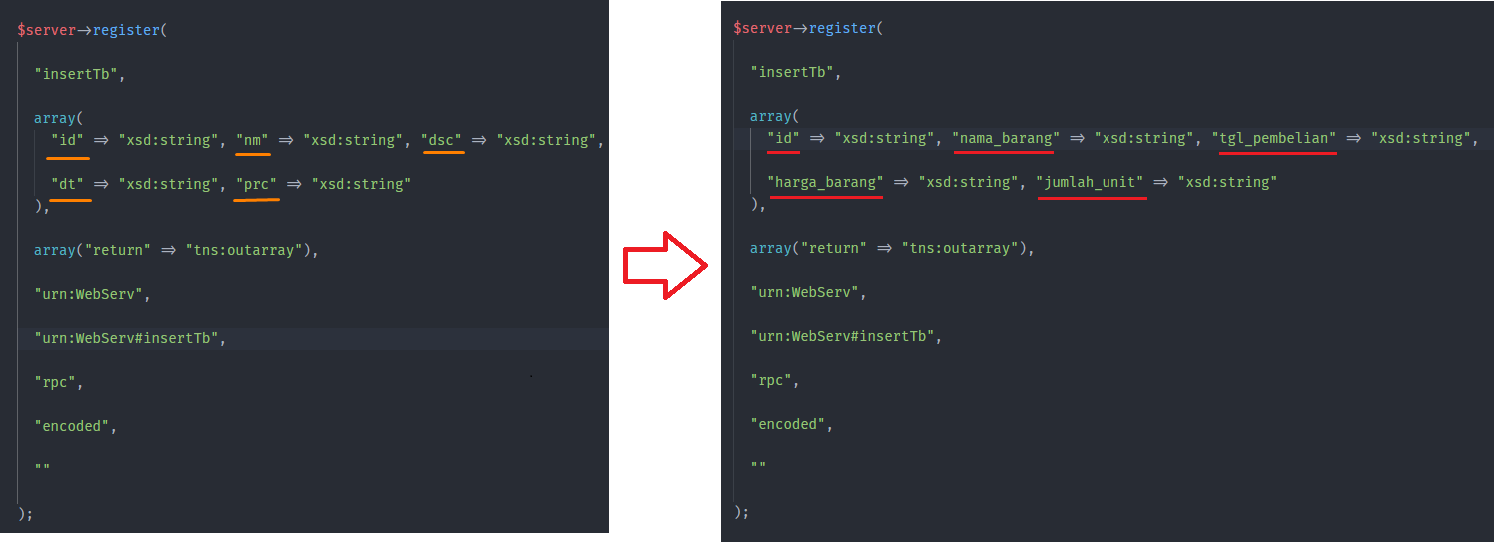 $server->register(
"insertTb",
array(
"id" => "xsd:string", "nm" => "xsd:string", "dsc" => "xsd:string",
"dt" => "xsd:string", "prc" => "xsd:string"
),
array("return" => "tns:outarray"),
"urn:WebServ",
"urn:WebServ#insertTb",
"rpc",
"encoded",
""
);
$server->register(
"insertTb",
array(
"id" => "xsd:string", "nama_barang" => "xsd:string", "tgl_pembelian" => "xsd:string",
"harga_barang" => "xsd:string", "jumlah_unit" => "xsd:string"
),
array("return" => "tns:outarray"),
"urn:WebServ",
"urn:WebServ#insertTb",
"rpc",
"encoded",
""
);